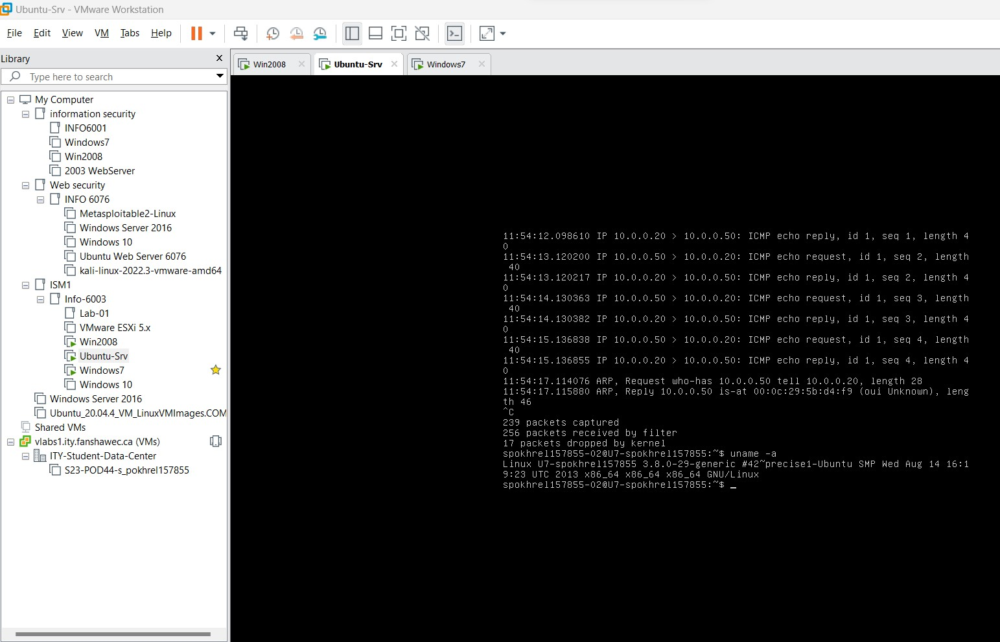 Ubuntu-Srv - VMware Workstation
File Edit View VM Tabs Help
Library
Type here to search
My Computer
information security
INFO6001
Windows7
Win2008
2003 WebServer
Web security
INFO 6076
Metasploitable2-Linux
Windows Server 2016
Windows 10
Ubuntu Web Server 6076
kali-linux-2022.3-vmware-amd64
ISM1
Info-6003
Lab-01
VMware ESXi 5.x
Win2008
Ubuntu-Srv
Windows7
Windows 10
Windows Server 2016
Ubuntu_20.04.4_VM_LinuxVMImages.COM
Shared VMs
vlabs1.ity.fanshawec.ca (VMs)
ITY-Student-Data-Center
S23-POD44-s_pokhrel157855
Win2008 Ubuntu-Srv Windows7
11:54:12.098610 IP 10.0.0.20 > 10.0.0.50: ICMP echo reply, id 1, seq 1, length 4
0
11:54:13.120200 IP 10.0.0.50 > 10.0.0.20: ICMP echo request, id 1, seq 2, length
 40
11:54:13.120217 IP 10.0.0.20 > 10.0.0.50: ICMP echo reply, id 1, seq 2, length 4
0
11:54:14.130363 IP 10.0.0.50 > 10.0.0.20: ICMP echo request, id 1, seq 3, length
 40
11:54:14.130382 IP 10.0.0.20 > 10.0.0.50: ICMP echo reply, id 1, seq 3, length 4
0
11:54:15.136838 IP 10.0.0.50 > 10.0.0.20: ICMP echo request, id 1, seq 4, length
 40
11:54:15.136855 IP 10.0.0.20 > 10.0.0.50: ICMP echo reply, id 1, seq 4, length 4
0
11:54:17.114076 ARP, Request who-has 10.0.0.50 tell 10.0.0.20, length 28
11:54:17.115880 ARP, Reply 10.0.0.50 is-at 00:0c:29:5b:d4:f9 (oui Unknown), leng
th 46
^C
239 packets captured
256 packets received by filter
17 packets dropped by kernel
spokhrel157855-02@U7-spokhrel157855:~$ uname -a
Linux U7-spokhrel157855 3.8.0-29-generic #42~precise1-Ubuntu SMP Wed Aug 14 16:1
9:23 UTC 2013 x86_64 x86_64 x86_64 GNU/Linux
spokhrel157855-02@U7-spokhrel157855:~$ _